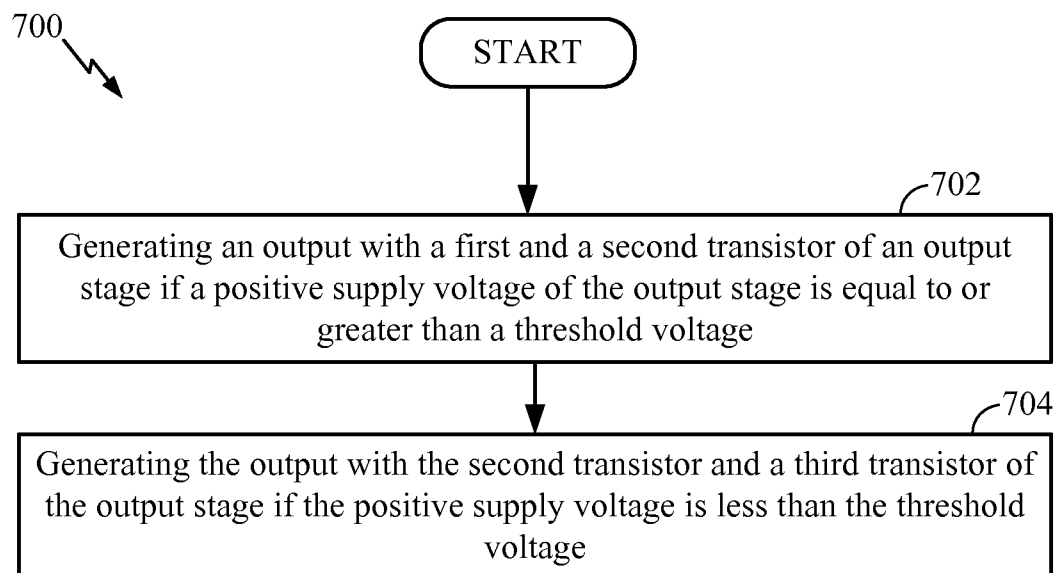 700
START
702
Generating an output with a first and a second transistor of an output
stage if a positive supply voltage of the output stage is equal to or
greater than a threshold voltage
704
Generating the output with the second transistor and a third transistor of
the output stage if the positive supply voltage is less than the threshold
voltage